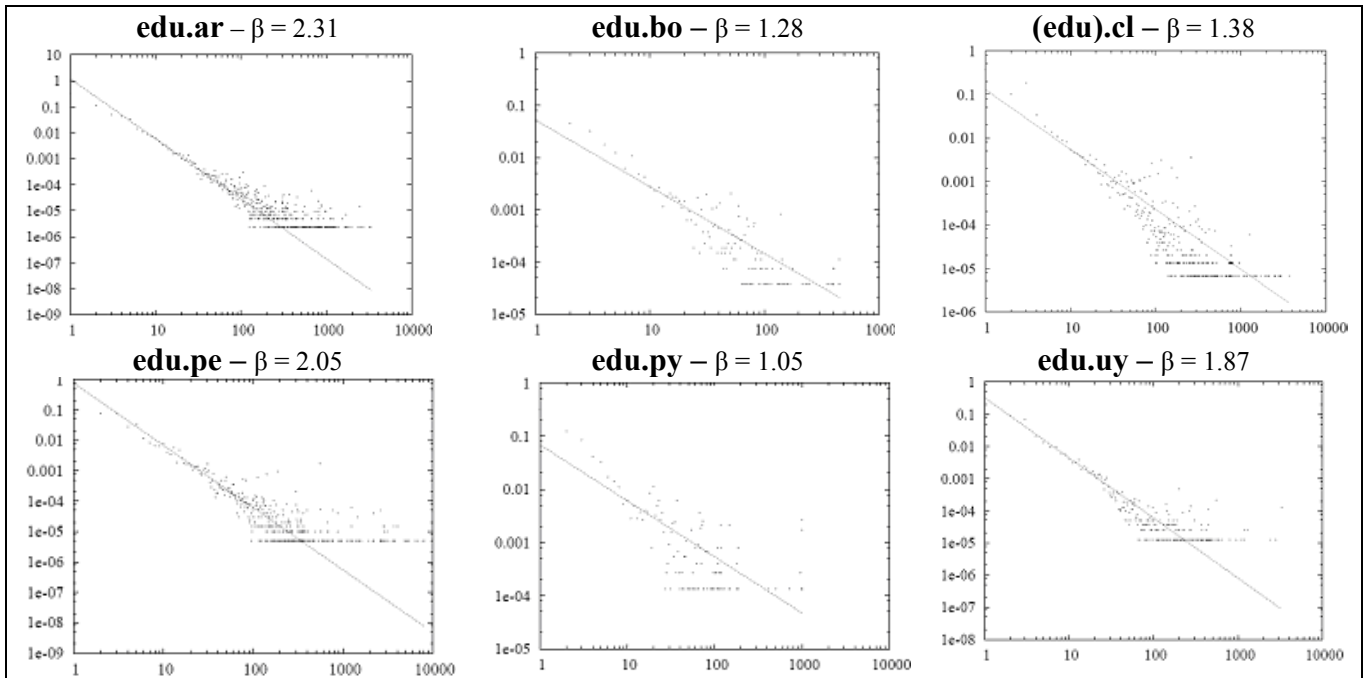 edu.ar – β = 2.31
10
1
0.1
0.01
0.001
1e-04
1e-05
1e-06
1e-07
1e-08
1e-09
1 10 100 1000 10000
edu.bo – β = 1.28
1
0.1
0.01
0.001
1e-04
1e-05
1 10 100 1000
(edu).cl – β = 1.38
1
0.1
0.01
0.001
1e-04
1e-05
1e-06
1 10 100 1000 10000
edu.pe – β = 2.05
1
0.1
0.01
0.001
1e-04
1e-05
1e-06
1e-07
1e-08
1e-09
1 10 100 1000 10000
edu.py – β = 1.05
1
0.1
0.01
0.001
1e-04
1e-05
1 10 100 1000 10000
edu.uy – β = 1.87
1
0.1
0.01
0.001
1e-04
1e-05
1e-06
1e-07
1e-08
1 10 100 1000 10000